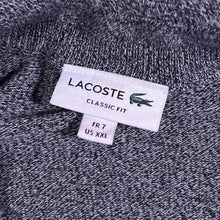 LACOSTE
CLASSIC FIT
FR 7
US XXL